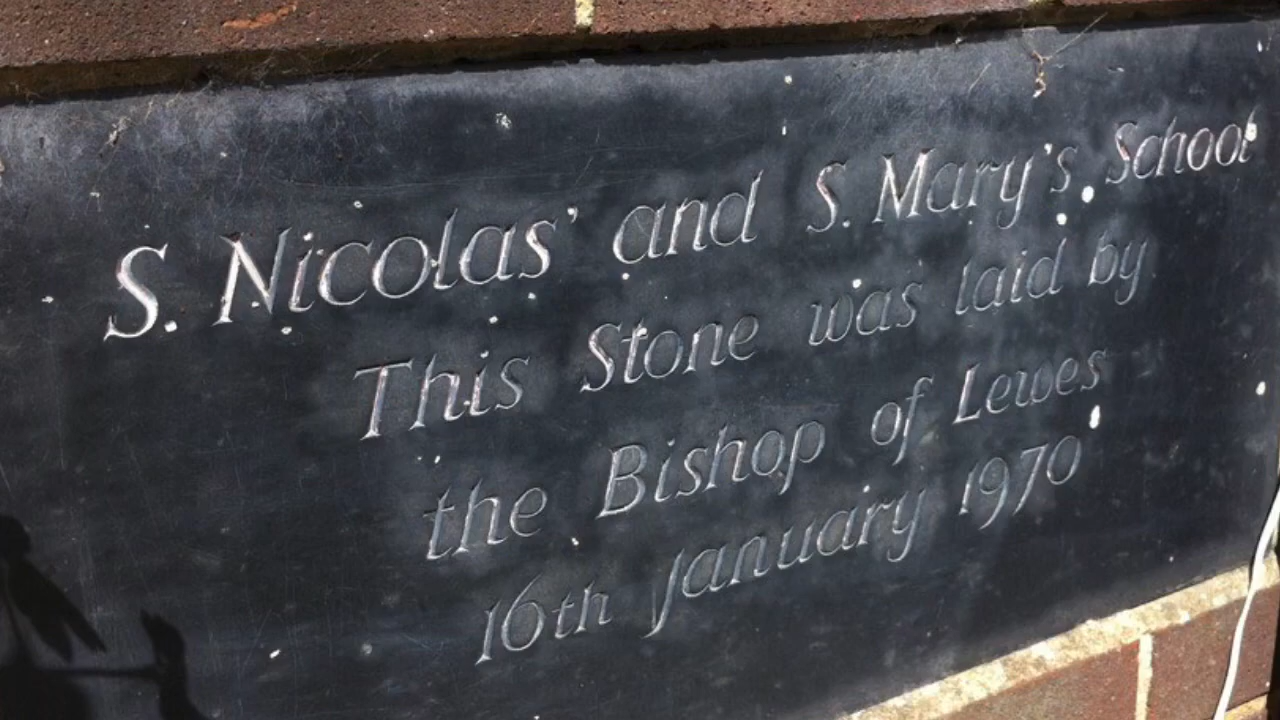 S. Nicolas' and S. Mary's School
This Stone was laid by
the Bishop of Lewes
16th January 1970